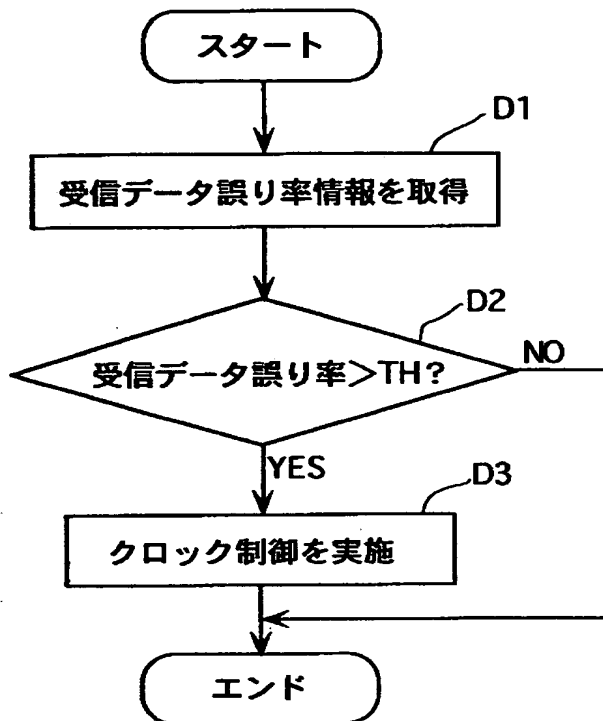 スタート
D1
受信データ誤り率情報を取得
D2
受信データ誤り率>TH?
NO
YES
D3
クロック制御を実施
エンド